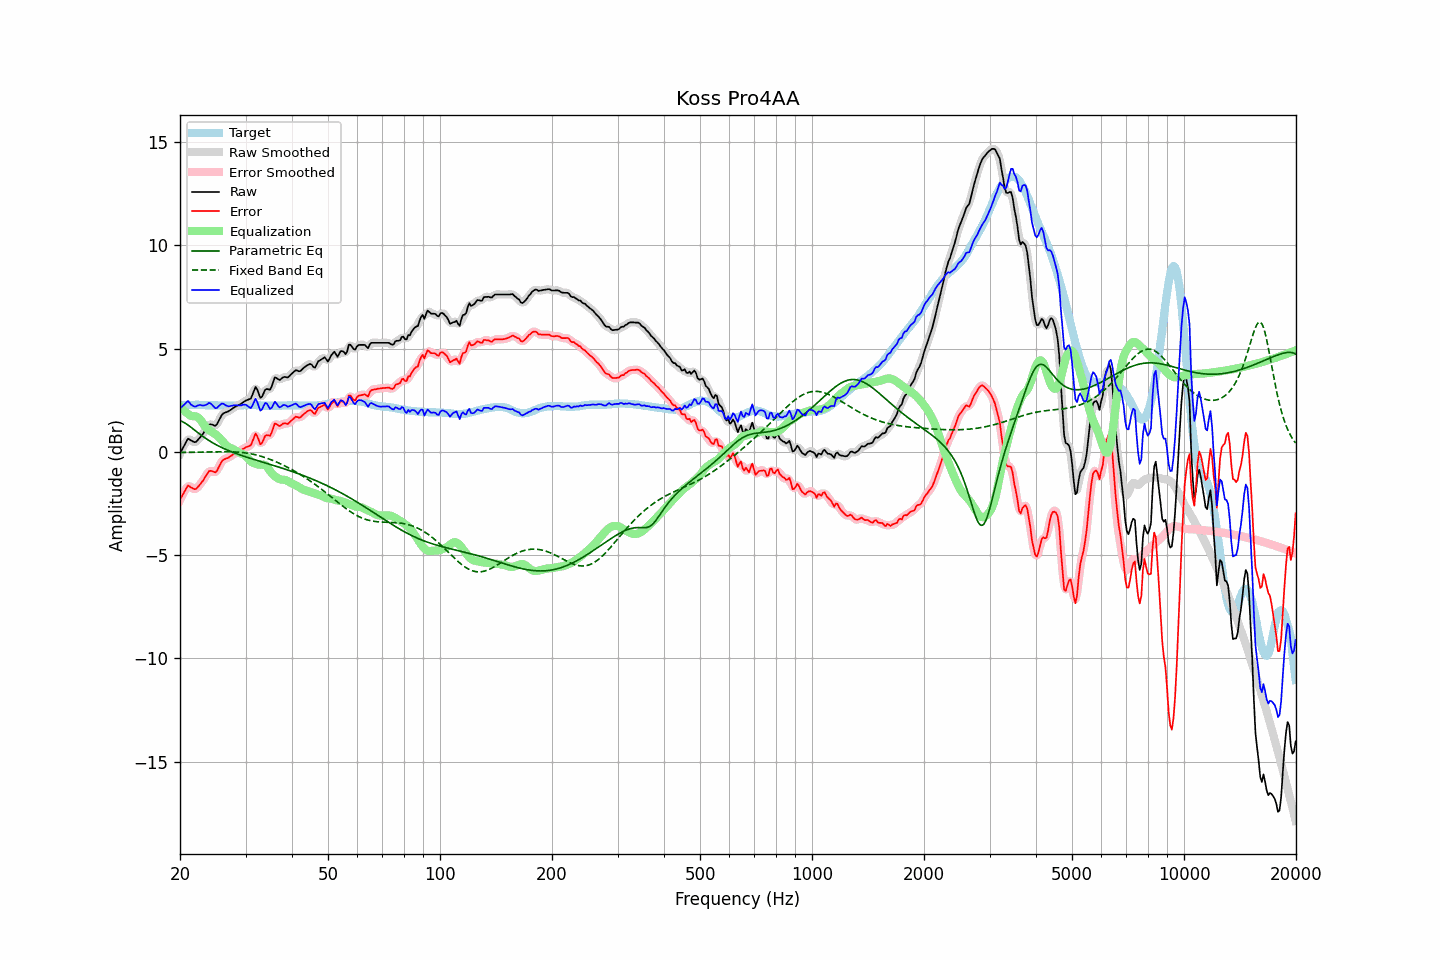 Koss Pro4AA
Target
Raw Smoothed
Error Smoothed
Raw
Error
Equalization
Parametric Eq
Fixed Band Eq
Equalized
15
10
5
0
−5
−10
−15
Amplitude (dBr)
20 50 100 200 500 1000 2000 5000 10000 20000
Frequency (Hz)